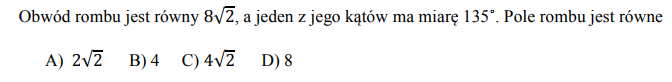 Obwód rombu jest równy 8√2, a jeden z jego kątów ma miarę 135°. Pole rombu jest równe
A) 2√2 B) 4 C) 4√2 D) 8